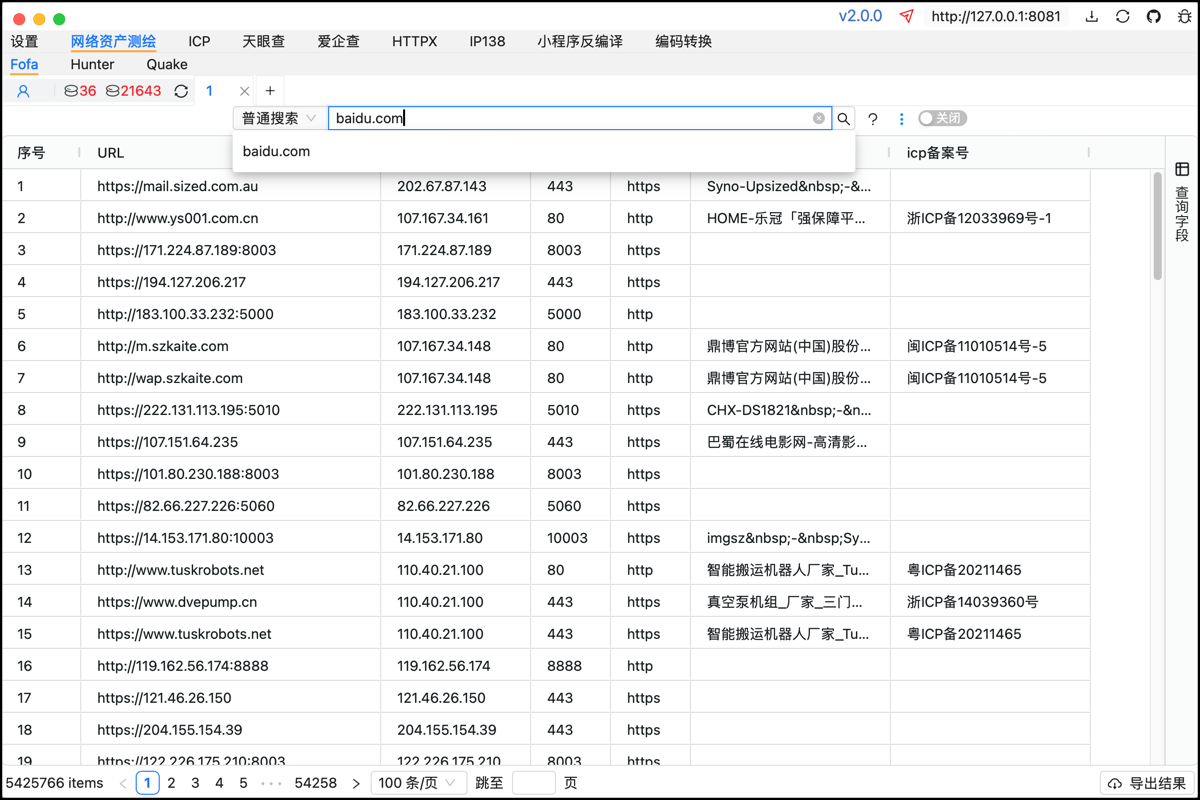 v2.0.0 http://127.0.0.1:8081
设置 网络资产测绘 ICP 天眼查 爱企查 HTTPX IP138 小程序反编译 编码转换
Fofa Hunter Quake
36 21643 1 × +
普通搜索 baidu.com ? 关闭
baidu.com
序号 URL icp备案号
查询字段
1 https://mail.sized.com.au 202.67.87.143 443 https Syno-Upsized&nbsp;-&...
2 http://www.ys001.com.cn 107.167.34.161 80 http HOME-乐冠「强保障平... 浙ICP备12033969号-1
3 https://171.224.87.189:8003 171.224.87.189 8003 https
4 https://194.127.206.217 194.127.206.217 443 https
5 http://183.100.33.232:5000 183.100.33.232 5000 http
6 http://m.szkaite.com 107.167.34.148 80 http 鼎博官方网站(中国)股份... 闽ICP备11010514号-5
7 http://wap.szkaite.com 107.167.34.148 80 http 鼎博官方网站(中国)股份... 闽ICP备11010514号-5
8 https://222.131.113.195:5010 222.131.113.195 5010 https CHX-DS1821&nbsp;-&n...
9 https://107.151.64.235 107.151.64.235 443 https 巴蜀在线电影网-高清影...
10 https://101.80.230.188:8003 101.80.230.188 8003 https
11 https://82.66.227.226:5060 82.66.227.226 5060 https
12 https://14.153.171.80:10003 14.153.171.80 10003 https imgsz&nbsp;-&nbsp;Sy...
13 http://www.tuskrobots.net 110.40.21.100 80 http 智能搬运机器人厂家_Tu... 粤ICP备20211465
14 https://www.dvepump.cn 110.40.21.100 443 https 真空泵机组_厂家_三门... 浙ICP备14039360号
15 https://www.tuskrobots.net 110.40.21.100 443 https 智能搬运机器人厂家_Tu... 粤ICP备20211465
16 http://119.162.56.174:8888 119.162.56.174 8888 http
17 https://121.46.26.150 121.46.26.150 443 https
18 https://204.155.154.39 204.155.154.39 443 https
19 https://122.226.175.210:8003 122.226.175.210 8003 https
5425766 items < 1 2 3 4 5 ··· 54258 > 100 条/页 跳至 页 导出结果